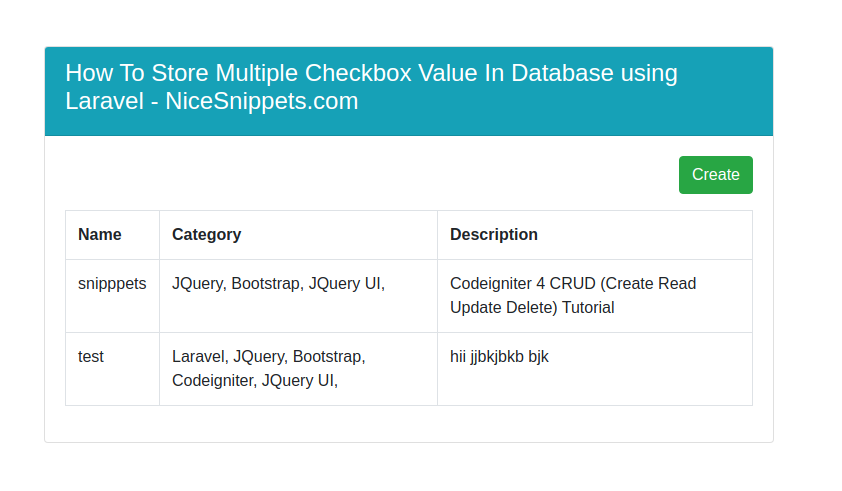 How To Store Multiple Checkbox Value In Database using
Laravel - NiceSnippets.com
Create
Name Category Description
snipppets JQuery, Bootstrap, JQuery UI, Codeigniter 4 CRUD (Create Read
Update Delete) Tutorial
test Laravel, JQuery, Bootstrap, hii jjbkjbkb bjk
Codeigniter, JQuery UI,